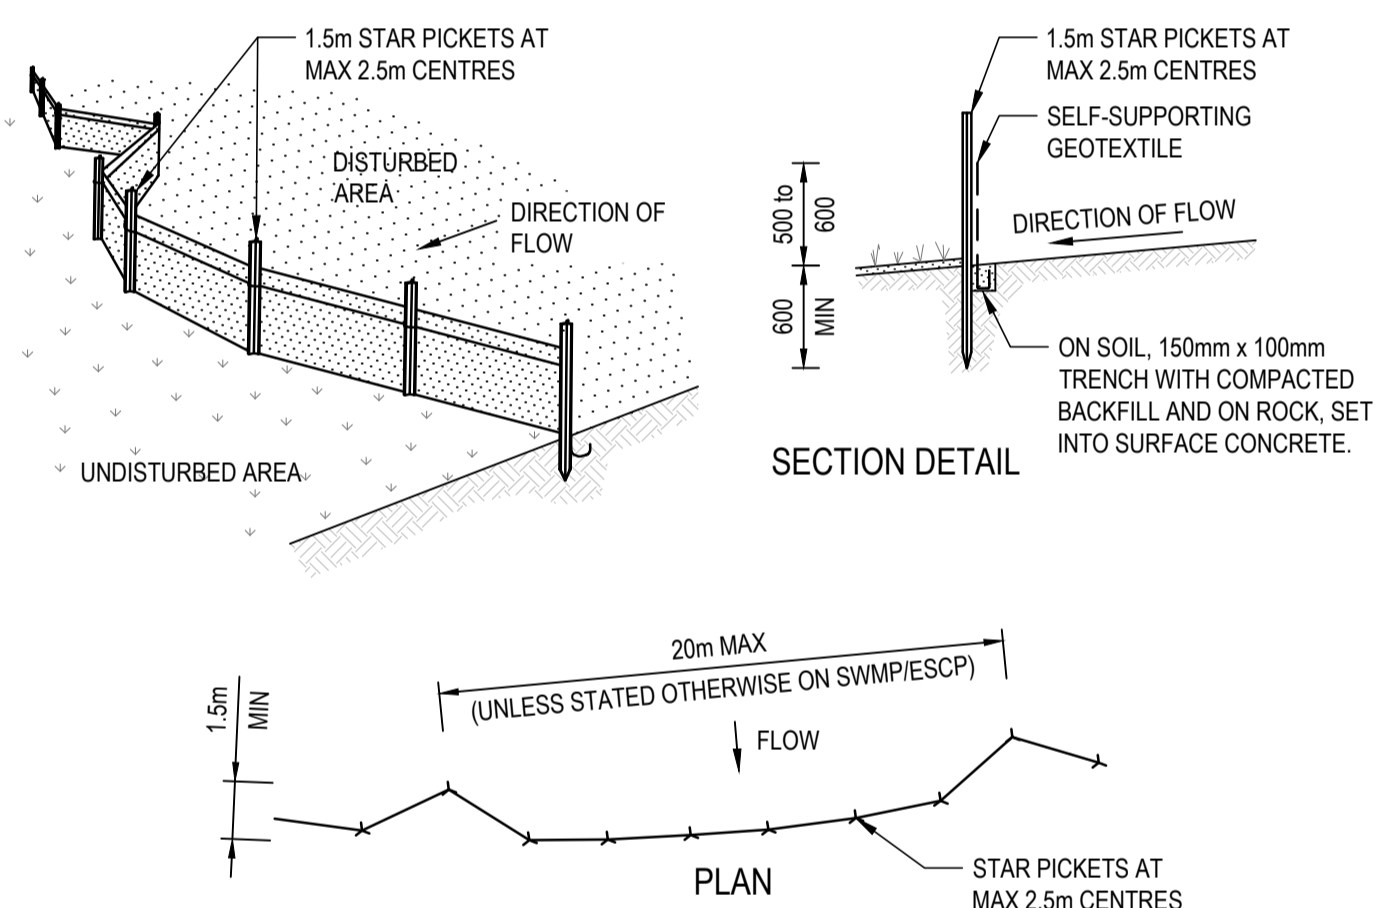 1.5m STAR PICKETS AT
MAX 2.5m CENTRES
DISTURBED
AREA
DIRECTION OF
FLOW
UNDISTURBED AREA
1.5m STAR PICKETS AT
MAX 2.5m CENTRES
SELF-SUPPORTING
GEOTEXTILE
500 to
600
DIRECTION OF FLOW
600
MIN
ON SOIL, 150mm x 100mm
TRENCH WITH COMPACTED
BACKFILL AND ON ROCK, SET
INTO SURFACE CONCRETE.
SECTION DETAIL
20m MAX
(UNLESS STATED OTHERWISE ON SWMP/ESCP)
1.5m
MIN
FLOW
STAR PICKETS AT
MAX 2.5m CENTRES
PLAN